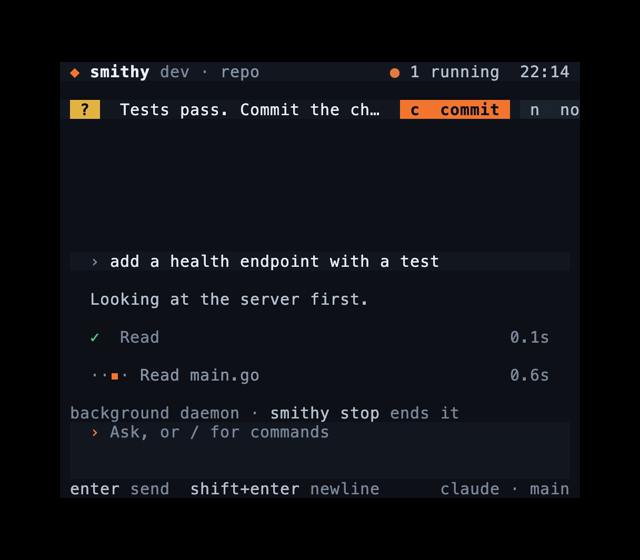 ◆ smithy dev · repo ● 1 running 22:14
? Tests pass. Commit the ch… c commit n no
› add a health endpoint with a test
Looking at the server first.
✓ Read 0.1s
··▪· Read main.go 0.6s
background daemon · smithy stop ends it
› Ask, or / for commands
enter send shift+enter newline claude · main